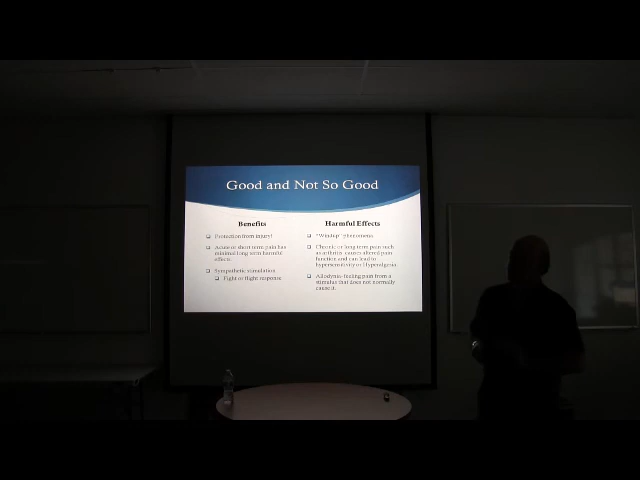 Good and Not So Good
Benefits
Protection from injury!
Acute or short term pain has
minimal long term harmful
effects.
Sympathetic stimulation
Fight or flight response
Harmful Effects
"Windup" phenomena
Chronic or long term pain such
as arthritis causes altered pain
function and can lead to
hypersensitivity or Hyperalgesia
Allodynia-feeling pain from a
stimulus that does not normally
cause it.